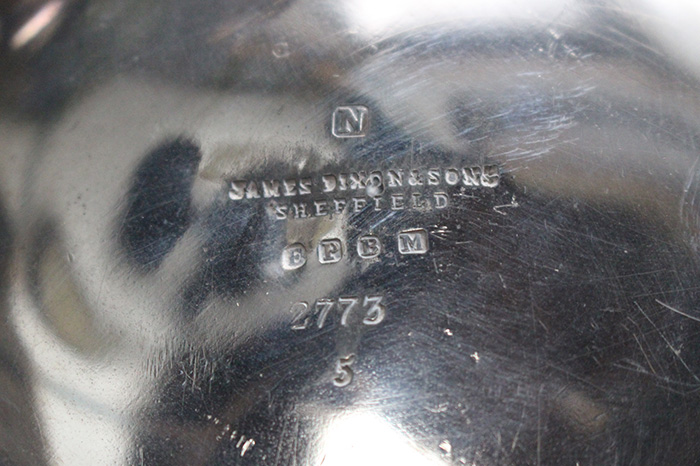 N
JAMES DIXON & SONS
SHEFFIELD
E P B M
2773
5